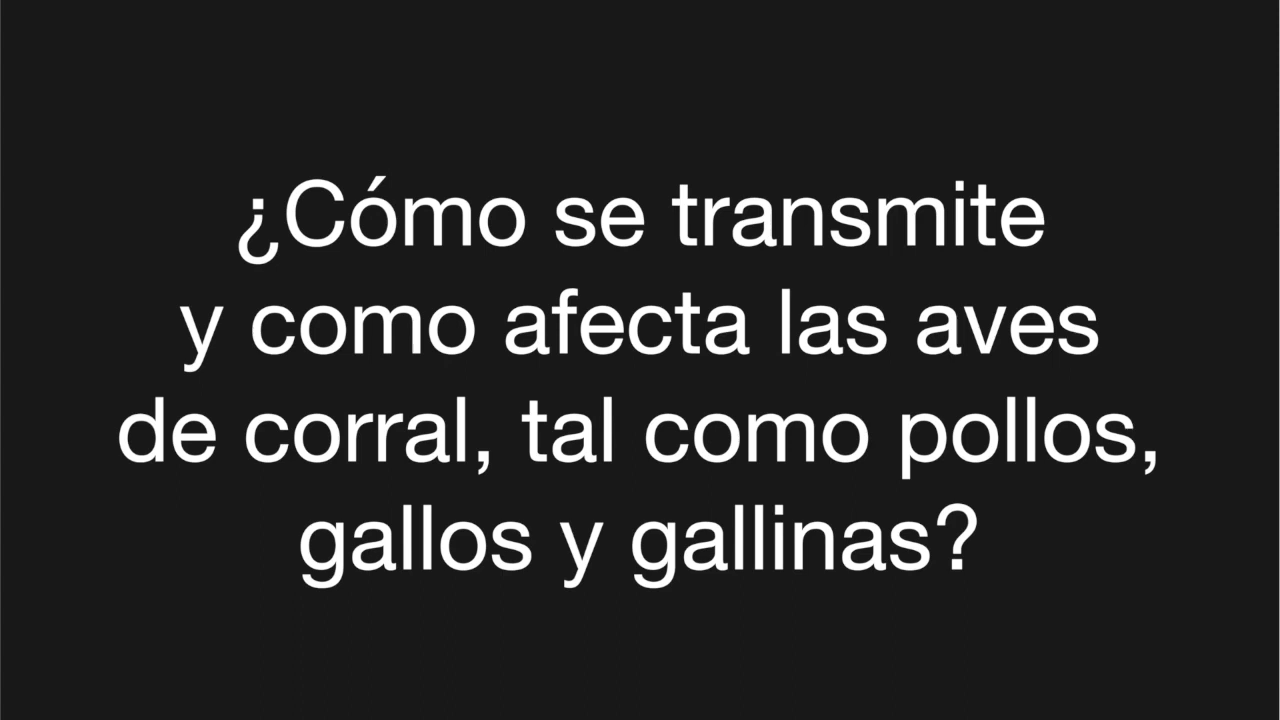 ¿Cómo se transmite
y como afecta las aves
de corral, tal como pollos,
gallos y gallinas?